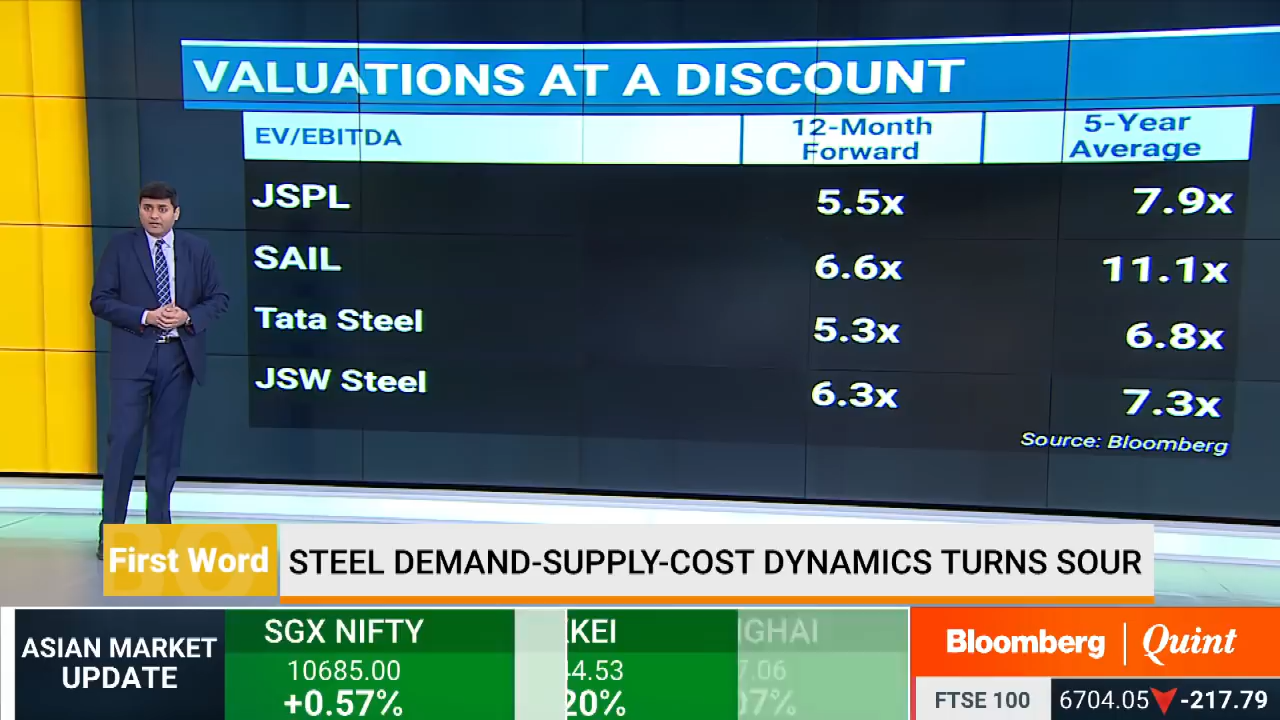 VALUATIONS AT A DISCOUNT
EV/EBITDA
12-Month
Forward
5-Year
Average
JSPL 5.5x 7.9x
SAIL 6.6x 11.1x
Tata Steel 5.3x 6.8x
JSW Steel 6.3x 7.3x
Source: Bloomberg
First Word
STEEL DEMAND-SUPPLY-COST DYNAMICS TURNS SOUR
ASIAN MARKET
UPDATE
SGX NIFTY
10685.00
+0.57%
Bloomberg | Quint
FTSE 100 6704.05 -217.79